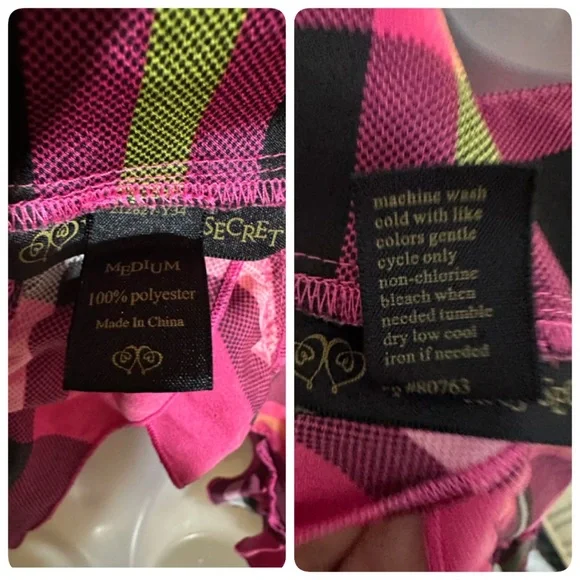 SECRET
MEDIUM
100% polyester
Made In China
machine wash
cold with like
colors gentle
cycle only
non-chlorine
bleach when
needed tumble
dry low cool
iron if needed
#80763